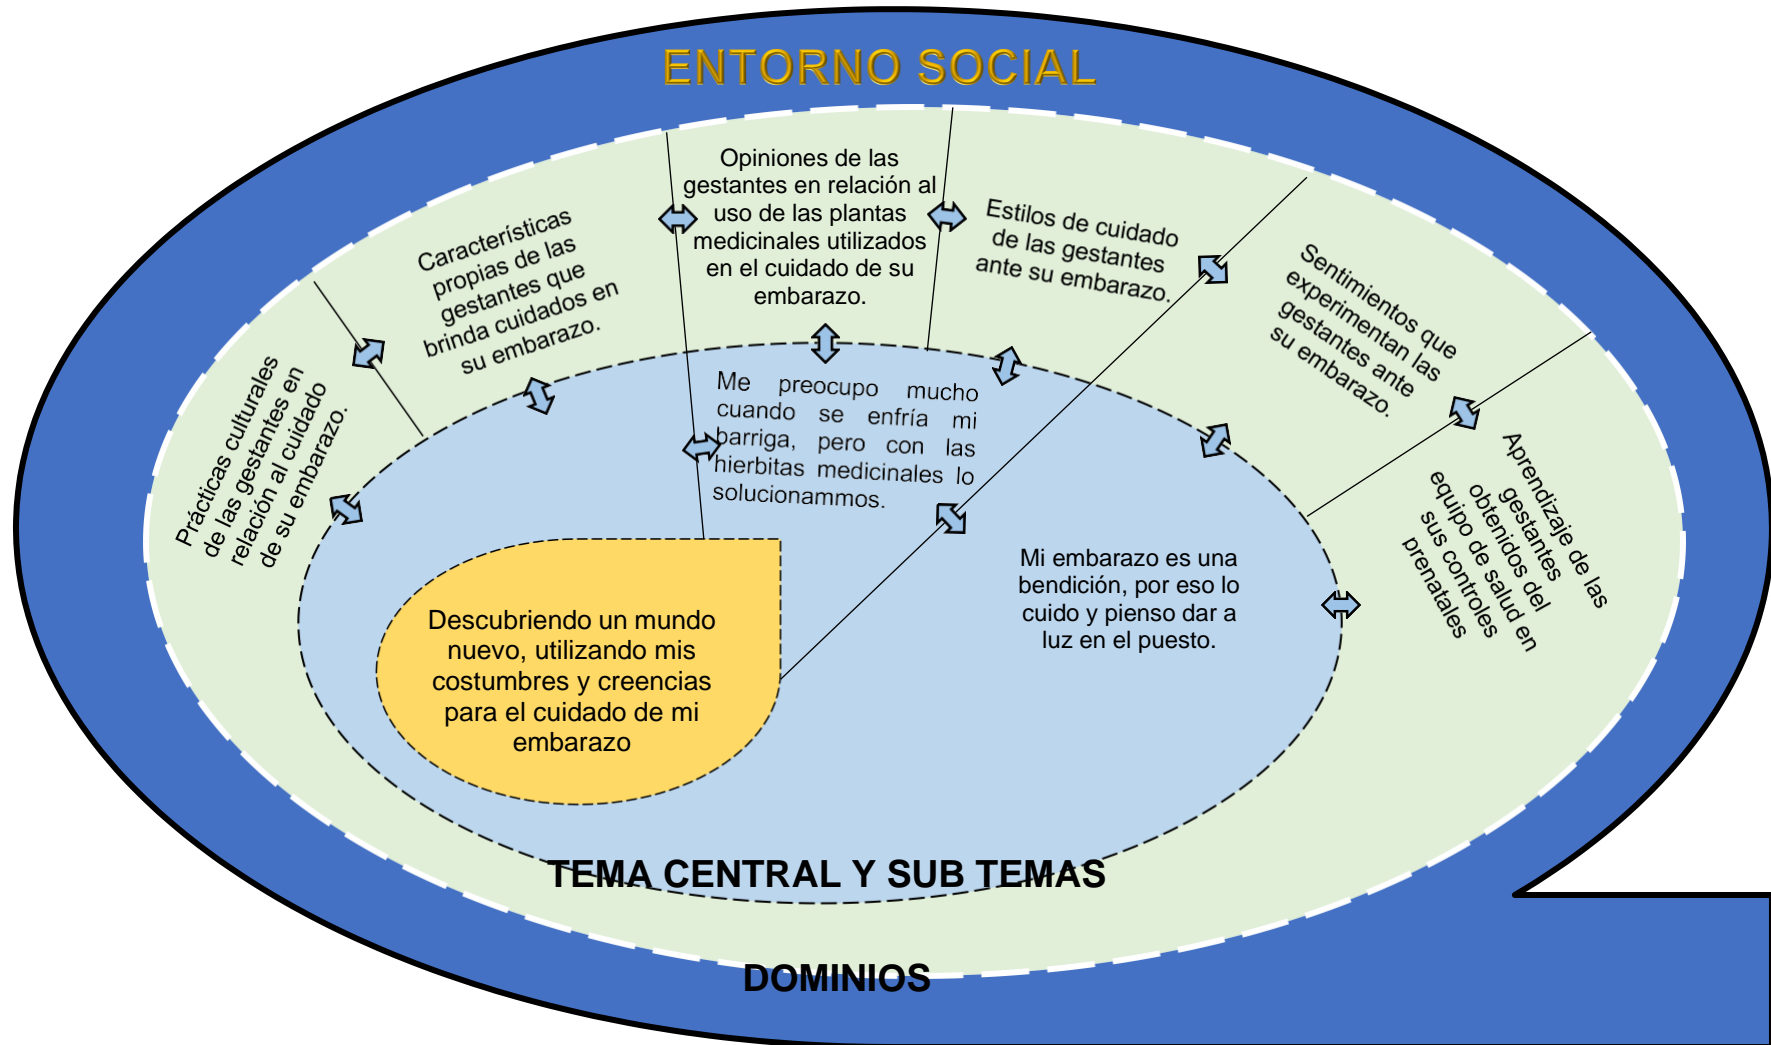 ENTORNO SOCIAL
Prácticas culturales
de las gestantes en
relación al cuidado
de su embarazo.
Características
propias de las
gestantes que
brinda cuidados en
su embarazo.
Opiniones de las
gestantes en relación al
uso de las plantas
medicinales utilizados
en el cuidado de su
embarazo.
Estilos de cuidado
de las gestantes
ante su embarazo.
Sentimientos que
experimentan las
gestantes ante
su embarazo.
Aprendizaje de las
gestantes
obtenidos del
equipo de salud en
sus controles
prenatales
Me preocupo mucho
cuando se enfría mi
barriga, pero con las
hierbitas medicinales lo
solucionammos.
Mi embarazo es una
bendición, por eso lo
cuido y pienso dar a
luz en el puesto.
Descubriendo un mundo
nuevo, utilizando mis
costumbres y creencias
para el cuidado de mi
embarazo
TEMA CENTRAL Y SUB TEMAS
DOMINIOS